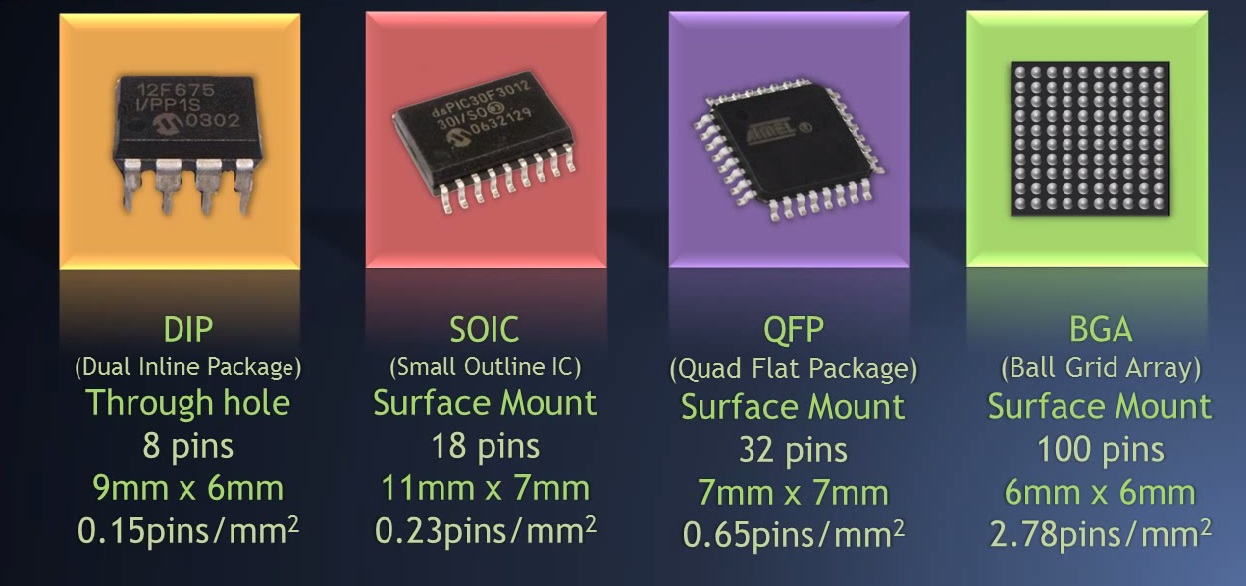 12F675
I/PP1S
0302
dsPIC30F3012
30I/SO e3
0632129
ATMEL ®
DIP
(Dual Inline Package)
Through hole
8 pins
9mm x 6mm
0.15pins/mm²
SOIC
(Small Outline IC)
Surface Mount
18 pins
11mm x 7mm
0.23pins/mm²
QFP
(Quad Flat Package)
Surface Mount
32 pins
7mm x 7mm
0.65pins/mm²
BGA
(Ball Grid Array)
Surface Mount
100 pins
6mm x 6mm
2.78pins/mm²